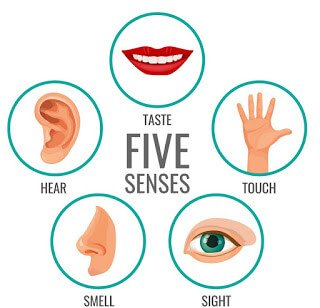 TASTE
FIVE
SENSES
HEAR
TOUCH
SMELL
SIGHT